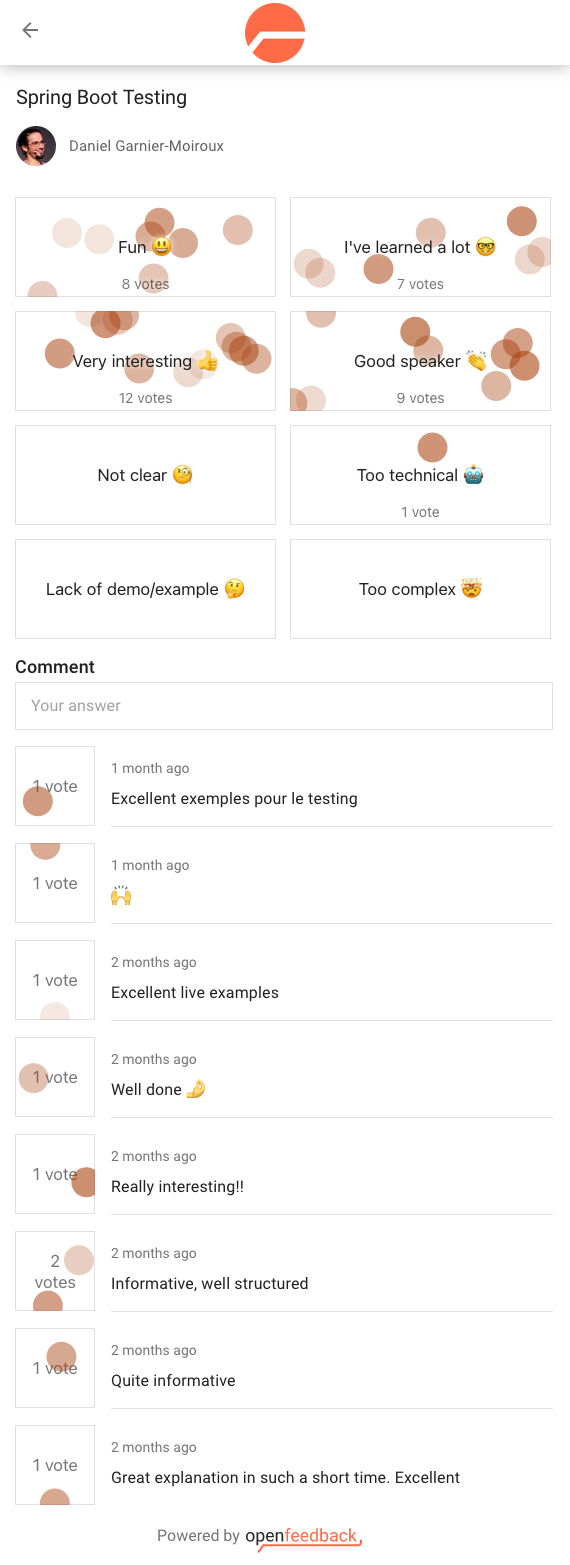 Spring Boot Testing
Daniel Garnier-Moiroux
Fun 😃
8 votes
I've learned a lot 🤓
7 votes
Very interesting 👍
12 votes
Good speaker 👏
9 votes
Not clear 🧐
Too technical 🤖
1 vote
Lack of demo/example 🤔
Too complex 🤯
Comment
Your answer
1 vote
1 month ago
Excellent exemples pour le testing
1 vote
1 month ago
🙌
1 vote
2 months ago
Excellent live examples
1 vote
2 months ago
Well done 🤌
1 vote
2 months ago
Really interesting!!
2
votes
2 months ago
Informative, well structured
1 vote
2 months ago
Quite informative
1 vote
2 months ago
Great explanation in such a short time. Excellent
Powered by openfeedback